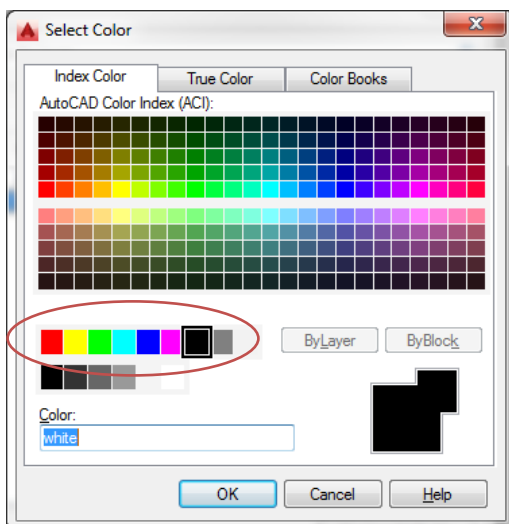 Select Color
Index Color True Color Color Books
AutoCAD Color Index (ACI):
ByLayer ByBlock
Color:
white
OK Cancel Help